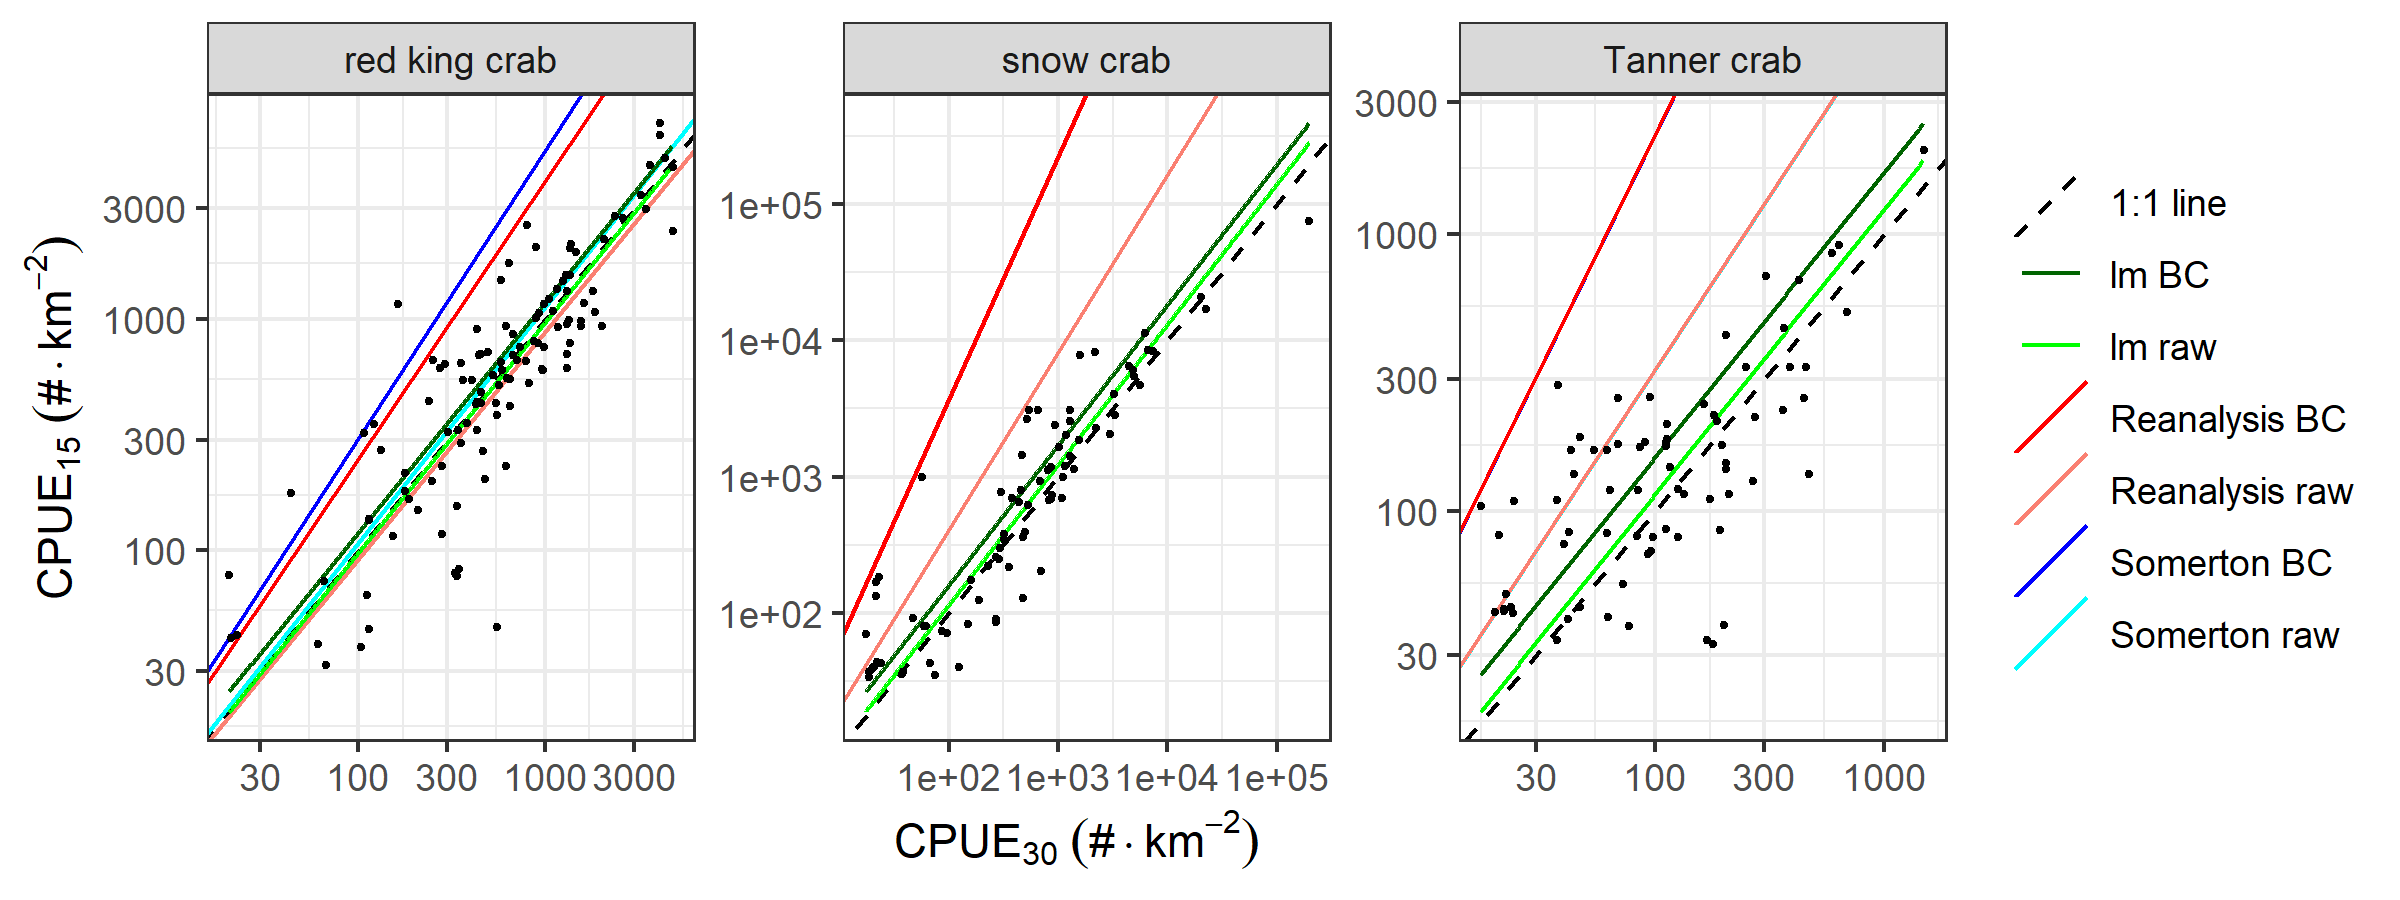 red king crab
snow crab
Tanner crab
3000
1000
300
100
30
1e+05
1e+04
1e+03
1e+02
3000
1000
300
100
30
30 100 300 1000 3000
1e+02 1e+03 1e+04 1e+05
30 100 300 1000
CPUE₁₅ (# · km⁻²)
CPUE₃₀ (# · km⁻²)
1:1 line
lm BC
lm raw
Reanalysis BC
Reanalysis raw
Somerton BC
Somerton raw